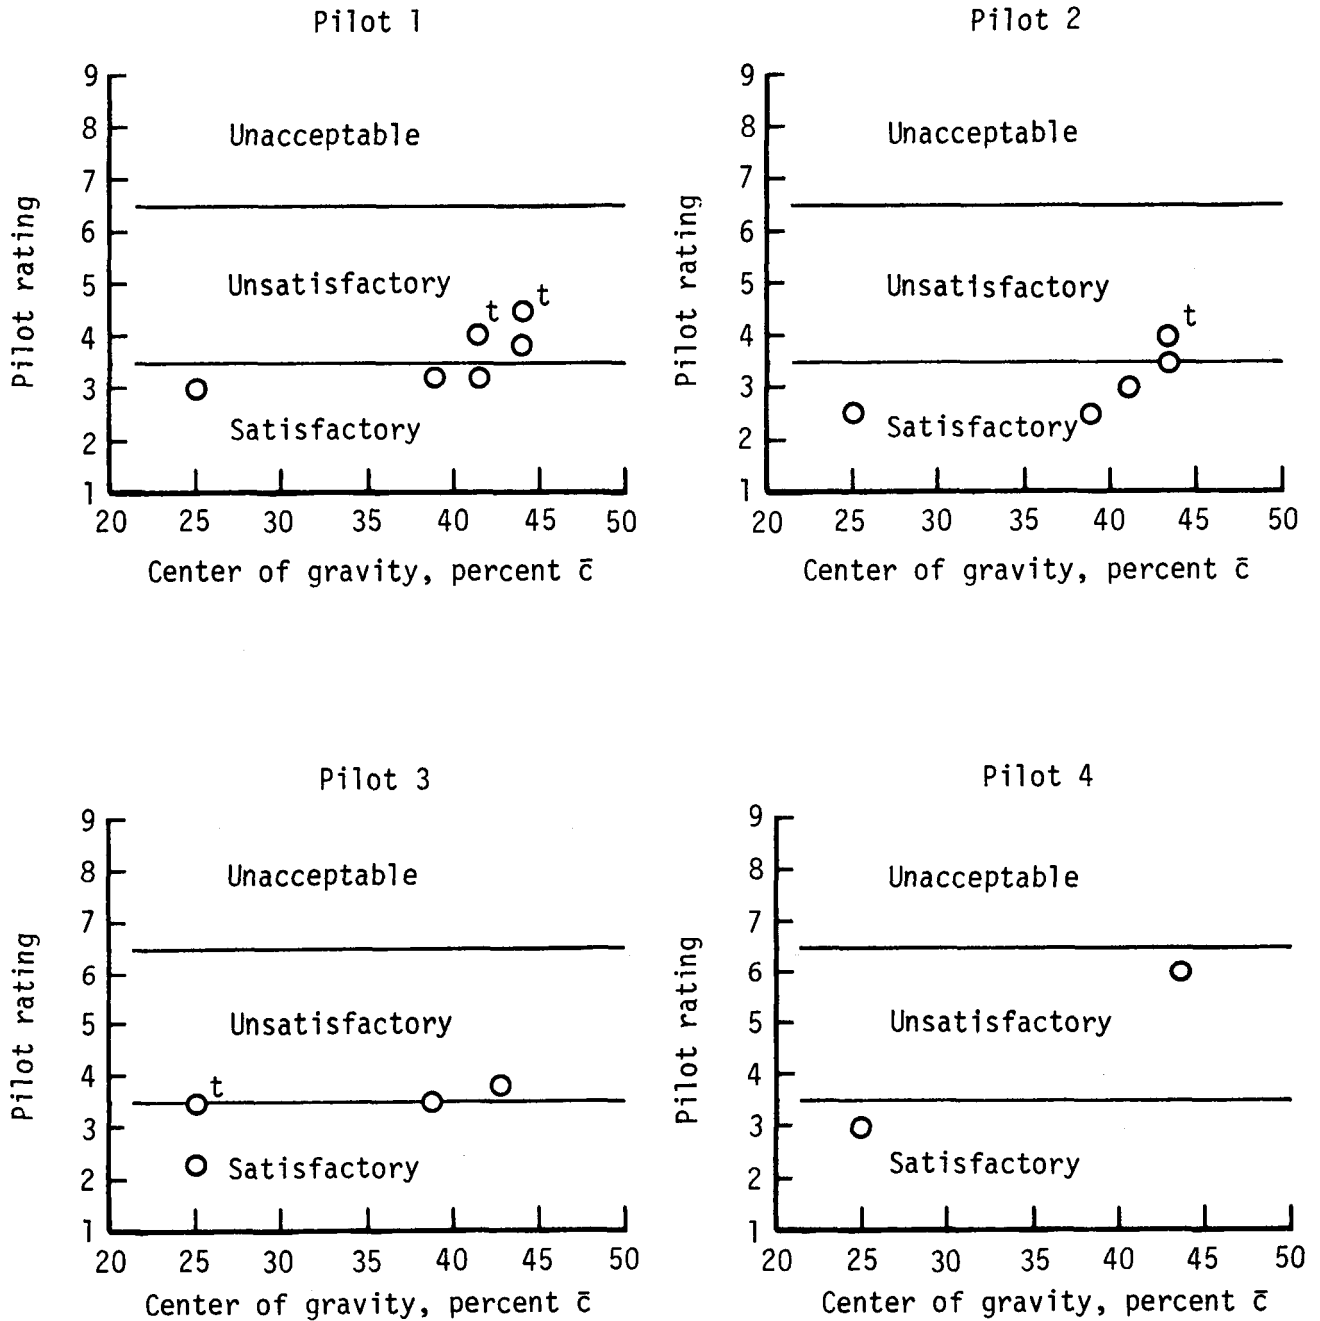 Pilot 1
9
8
7
6
5
4
3
2
1
Pilot rating
Unacceptable
Unsatisfactory
t
t
Satisfactory
20 25 30 35 40 45 50
Center of gravity, percent c̄
Pilot 2
9
8
7
6
5
4
3
2
1
Pilot rating
Unacceptable
Unsatisfactory
t
Satisfactory
20 25 30 35 40 45 50
Center of gravity, percent c̄
Pilot 3
9
8
7
6
5
4
3
2
1
Pilot rating
Unacceptable
Unsatisfactory
t
Satisfactory
20 25 30 35 40 45 50
Center of gravity, percent c̄
Pilot 4
9
8
7
6
5
4
3
2
1
Pilot rating
Unacceptable
Unsatisfactory
Satisfactory
20 25 30 35 40 45 50
Center of gravity, percent c̄